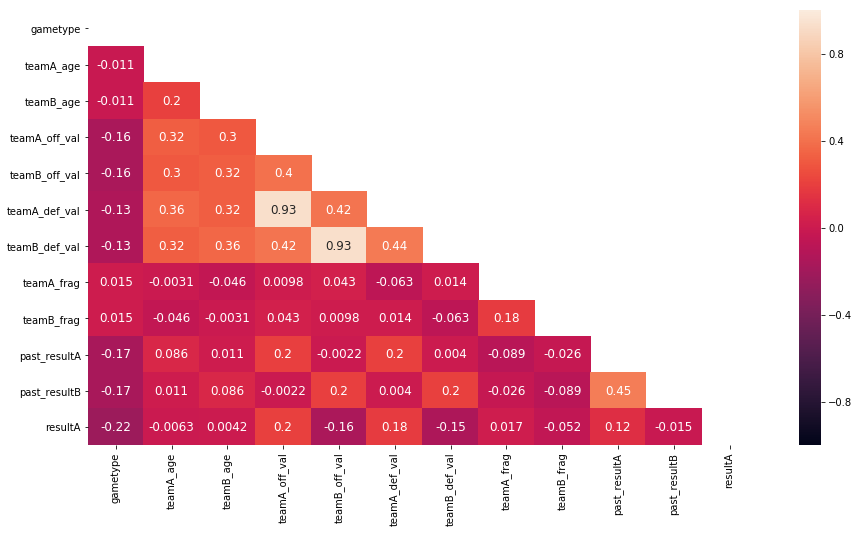 gametype
teamA_age -0.011
teamB_age -0.011 0.2
teamA_off_val -0.16 0.32 0.3
teamB_off_val -0.16 0.3 0.32 0.4
teamA_def_val -0.13 0.36 0.32 0.93 0.42
teamB_def_val -0.13 0.32 0.36 0.42 0.93 0.44
teamA_frag 0.015 -0.0031 -0.046 0.0098 0.043 -0.063 0.014
teamB_frag 0.015 -0.046 -0.0031 0.043 0.0098 0.014 -0.063 0.18
past_resultA -0.17 0.086 0.011 0.2 -0.0022 0.2 0.004 -0.089 -0.026
past_resultB -0.17 0.011 0.086 -0.0022 0.2 0.004 0.2 -0.026 -0.089 0.45
resultA -0.22 -0.0063 0.0042 0.2 -0.16 0.18 -0.15 0.017 -0.052 0.12 -0.015
gametype
teamA_age
teamB_age
teamA_off_val
teamB_off_val
teamA_def_val
teamB_def_val
teamA_frag
teamB_frag
past_resultA
past_resultB
resultA
0.8
0.4
0.0
-0.4
-0.8